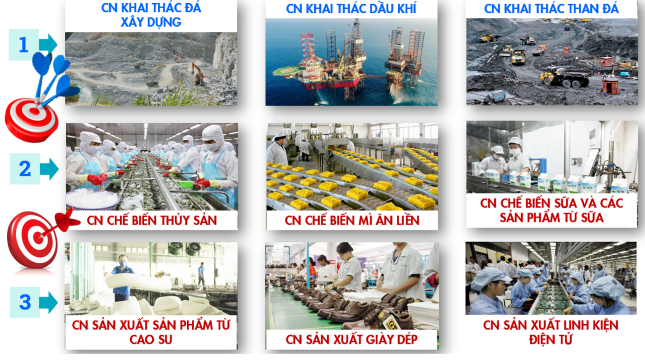 CN KHAI THÁC ĐÁ
XÂY DỰNG
CN KHAI THÁC DẦU KHÍ
CN KHAI THÁC THAN ĐÁ
1
2
CN CHẾ BIẾN THỦY SẢN
CN CHẾ BIẾN MÌ ĂN LIỀN
CN CHẾ BIẾN SỮA VÀ CÁC
SẢN PHẨM TỪ SỮA
3
CN SẢN XUẤT SẢN PHẨM TỪ
CAO SU
CN SẢN XUẤT GIÀY DÉP
CN SẢN XUẤT LINH KIỆN
ĐIỆN TỬ